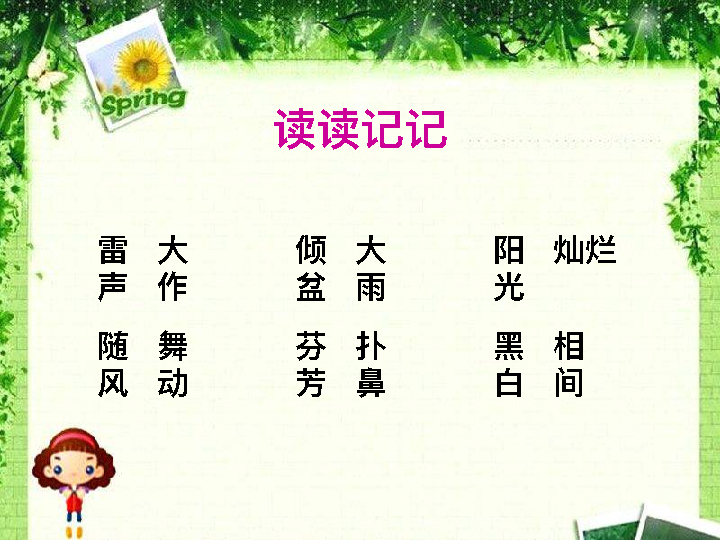 Spring
读读记记
雷声 大作
倾盆 大雨
阳光 灿烂
随风 舞动
芬芳 扑鼻
黑白 相间